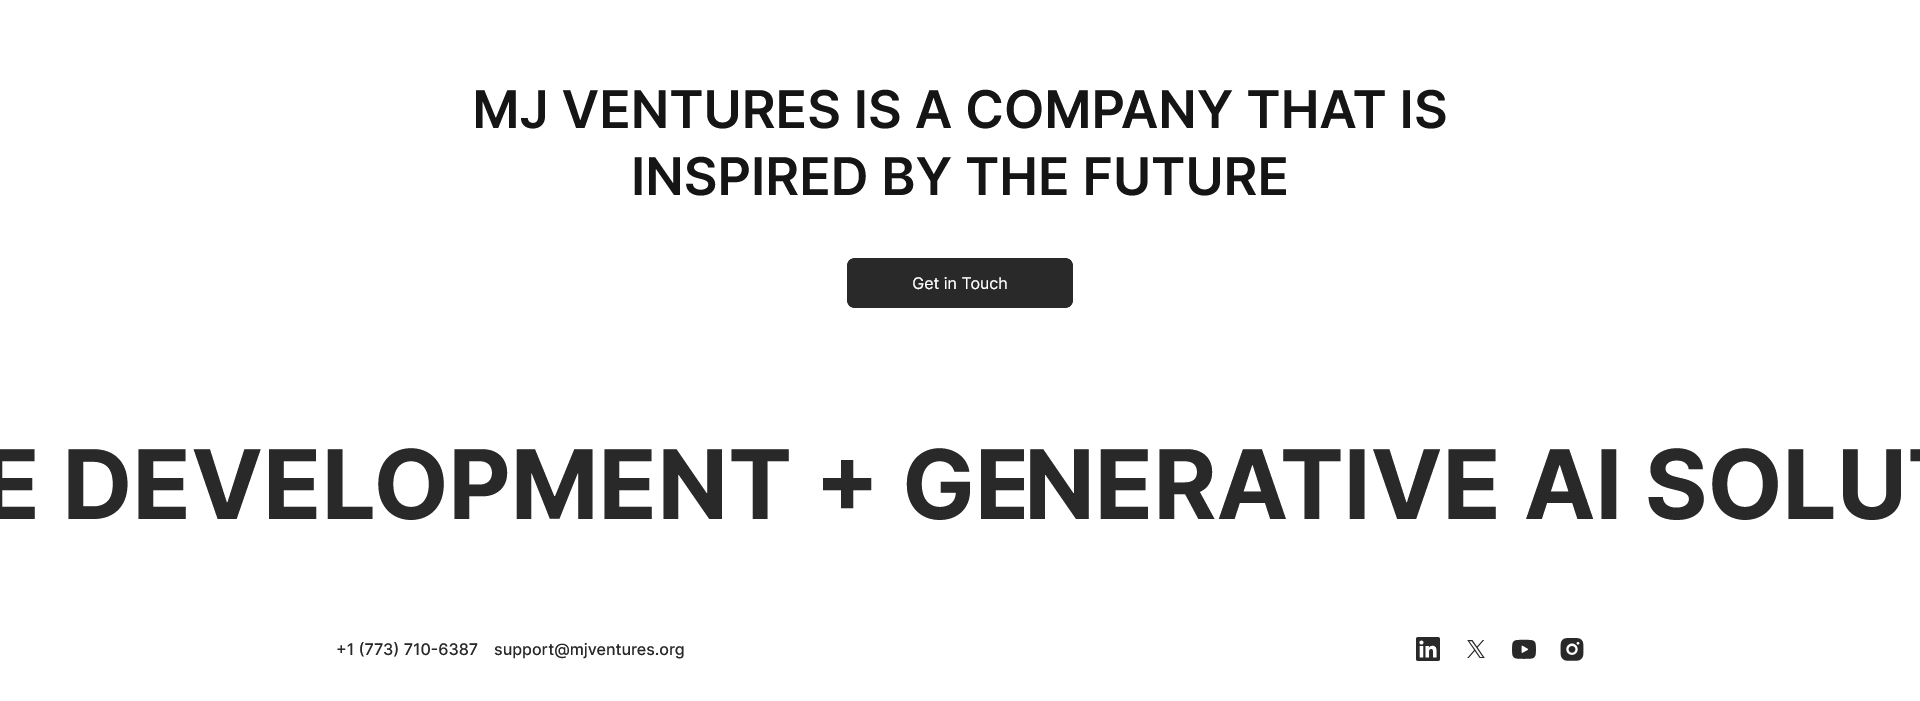 MJ VENTURES IS A COMPANY THAT IS
INSPIRED BY THE FUTURE
Get in Touch
E DEVELOPMENT + GENERATIVE AI SOLUT
+1 (773) 710-6387 support@mjventures.org